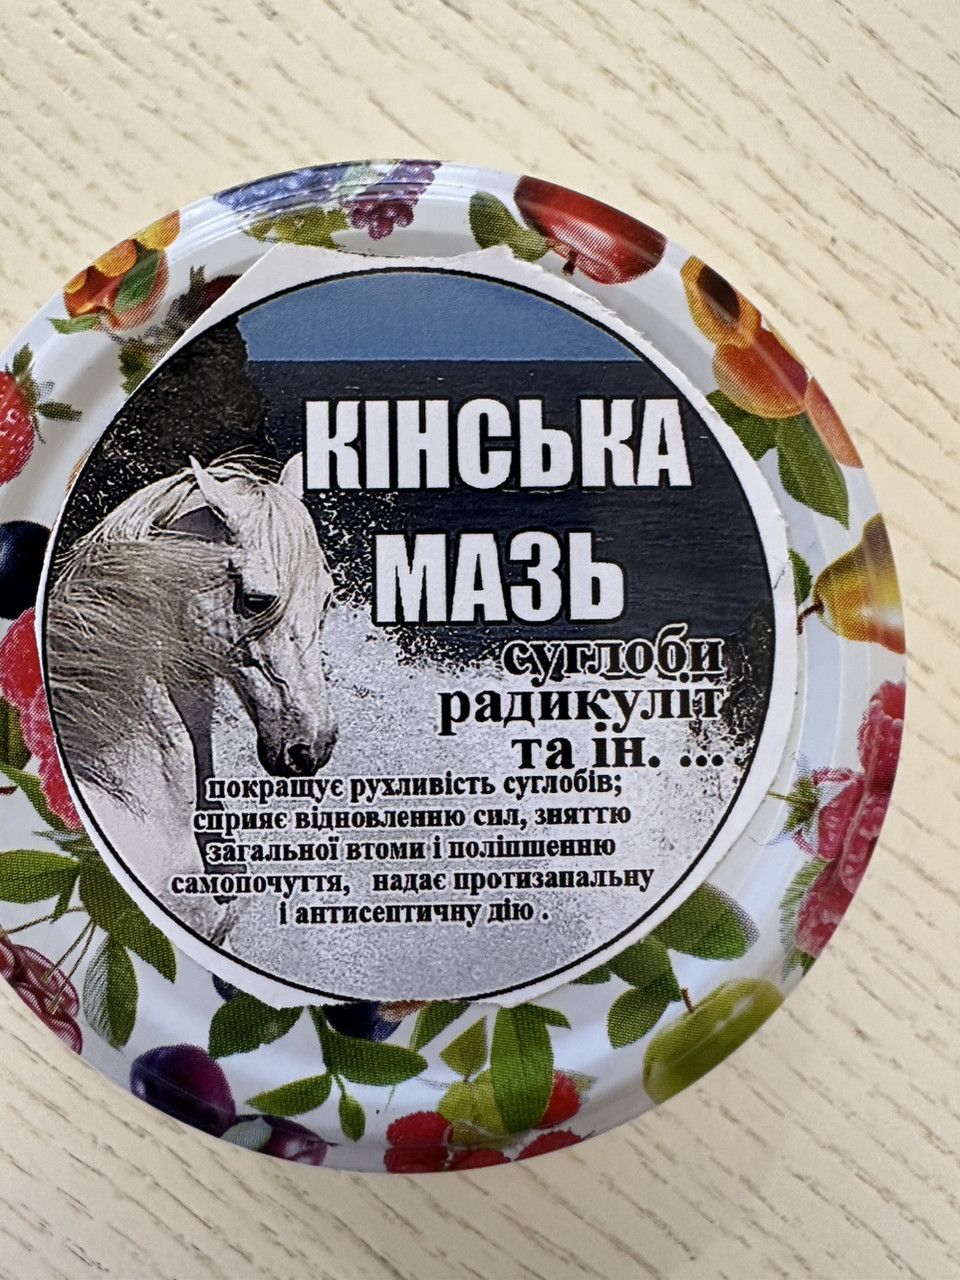 КІНСЬКА
МАЗЬ
суглоби
радикуліт
та ін. ...
покращує рухливість суглобів;
сприяє відновленню сил, зняттю
загальної втоми і поліпшенню
самопочуття, надає протизапальну
і антисептичну дію .